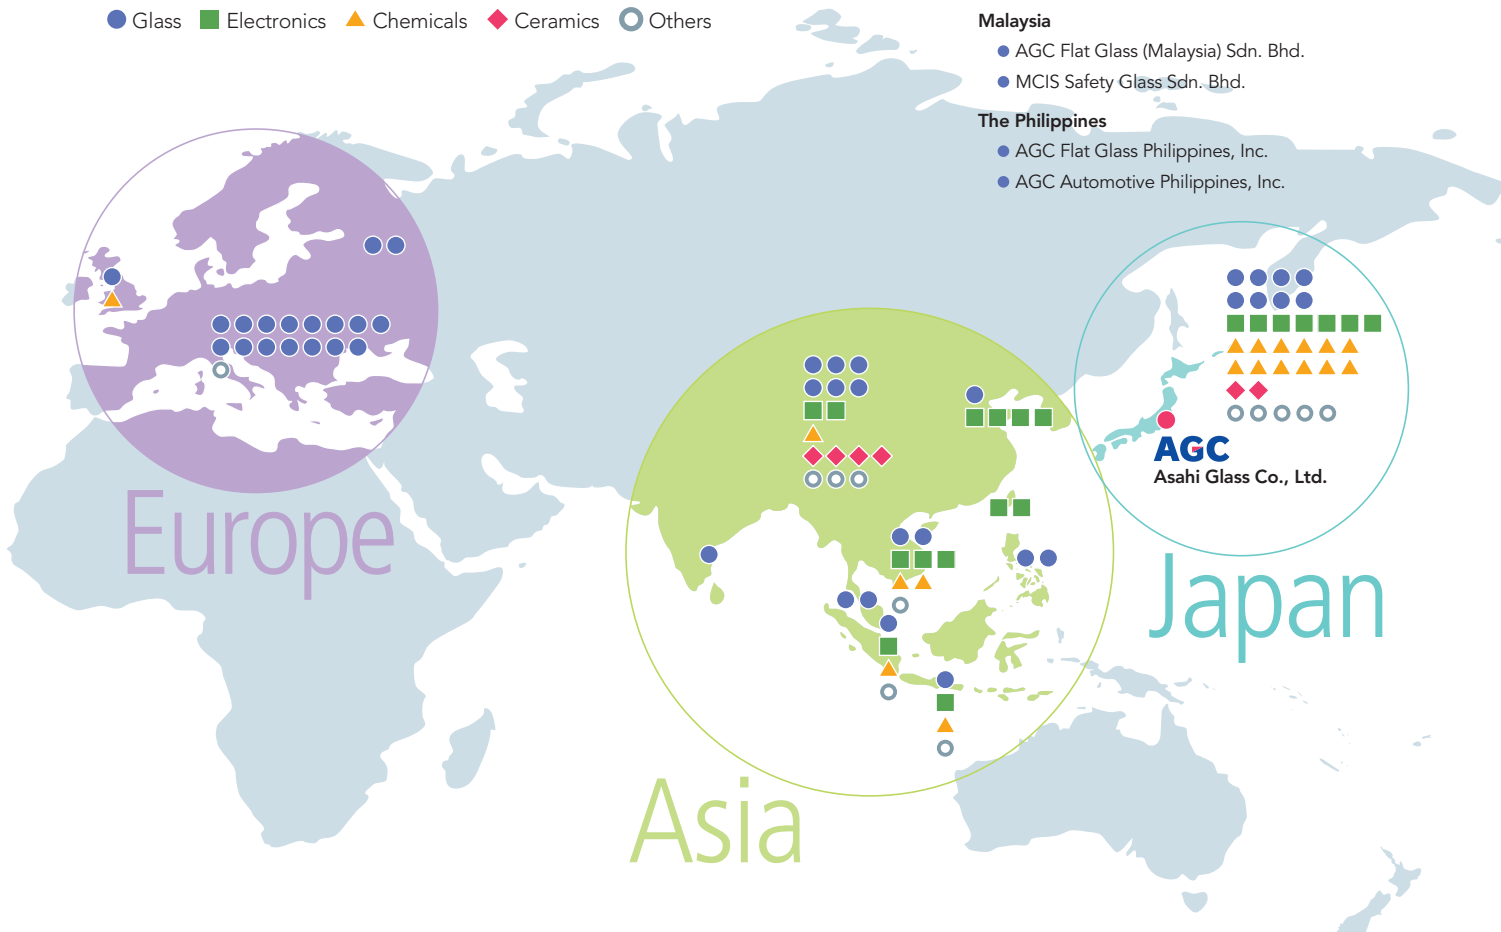 Glass Electronics Chemicals Ceramics Others
Malaysia
AGC Flat Glass (Malaysia) Sdn. Bhd.
MCIS Safety Glass Sdn. Bhd.
The Philippines
AGC Flat Glass Philippines, Inc.
AGC Automotive Philippines, Inc.
Europe
Asia
AGC
Asahi Glass Co., Ltd.
Japan